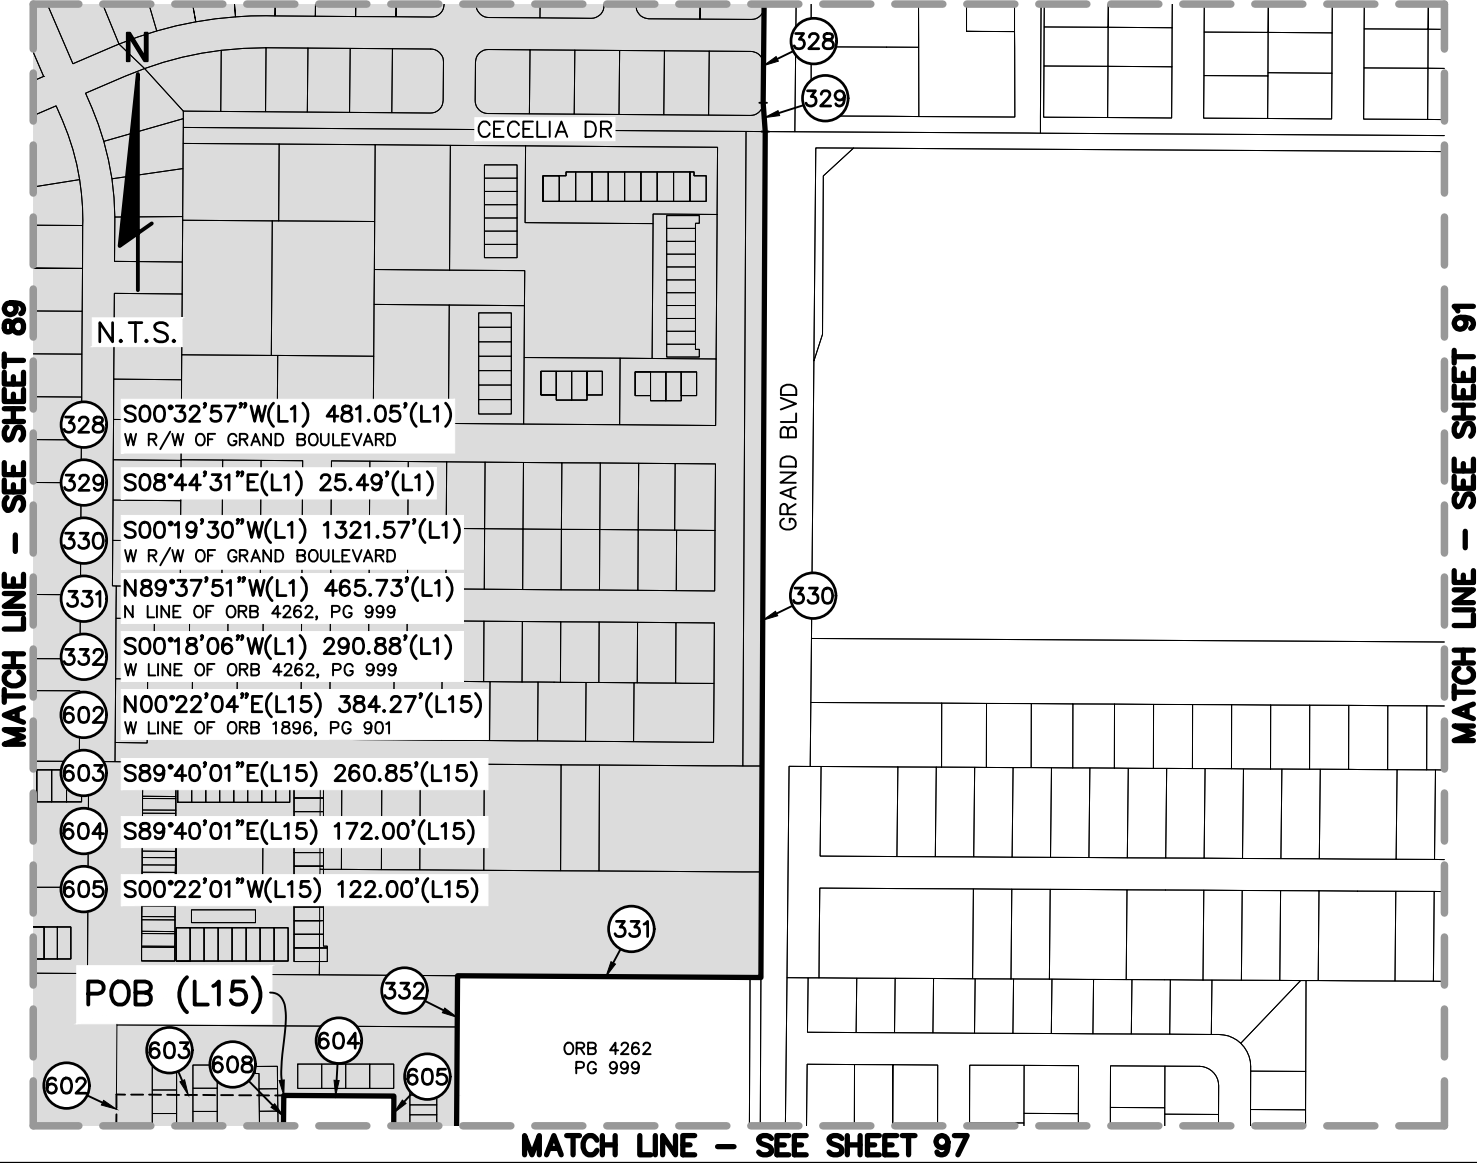 328
329
N
CECELIA DR
N.T.S.
MATCH LINE - SEE SHEET 89
MATCH LINE - SEE SHEET 91
GRAND BLVD
328 S00°32'57"W(L1) 481.05'(L1)
W R/W OF GRAND BOULEVARD
329 S08°44'31"E(L1) 25.49'(L1)
330 S00°19'30"W(L1) 1321.57'(L1)
W R/W OF GRAND BOULEVARD
331 N89°37'51"W(L1) 465.73'(L1)
N LINE OF ORB 4262, PG 999
332 S00°18'06"W(L1) 290.88'(L1)
W LINE OF ORB 4262, PG 999
602 N00°22'04"E(L15) 384.27'(L15)
W LINE OF ORB 1896, PG 901
603 S89°40'01"E(L15) 260.85'(L15)
604 S89°40'01"E(L15) 172.00'(L15)
605 S00°22'01"W(L15) 122.00'(L15)
330
331
POB (L15)
332
604
603
608
605
602
ORB 4262
PG 999
MATCH LINE - SEE SHEET 97